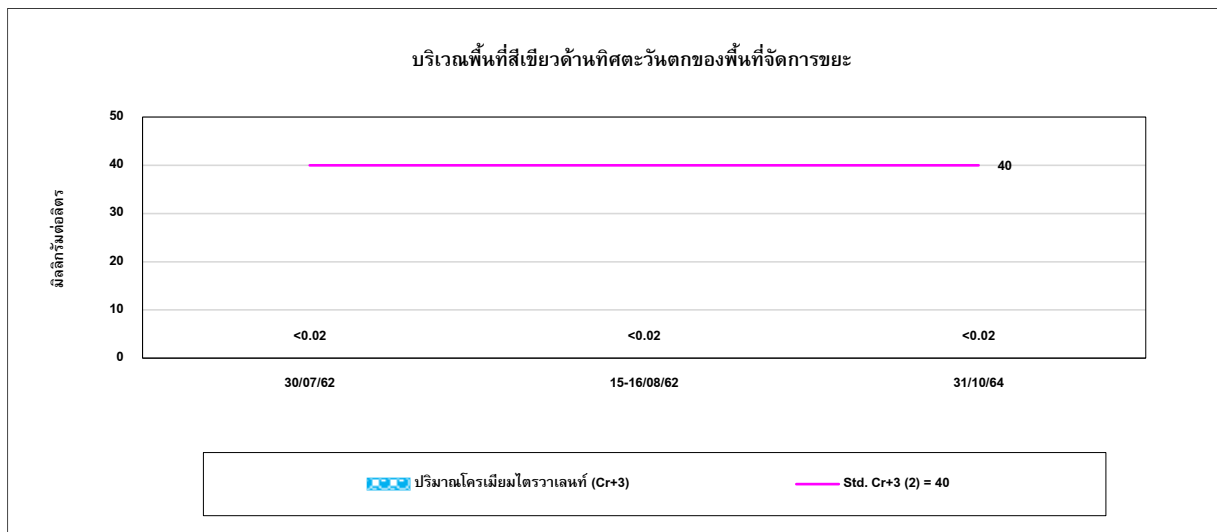 บริเวณพื้นที่สีเขียวด้านทิศตะวันตกของพื้นที่จัดการขยะ
มิลลิกรัมต่อลิตร
50
40
30
20
10
0
40
<0.02 <0.02 <0.02
30/07/62 15-16/08/62 31/10/64
ปริมาณโครเมียมไตรวาเลนท์ (Cr+3) Std. Cr+3 (2) = 40